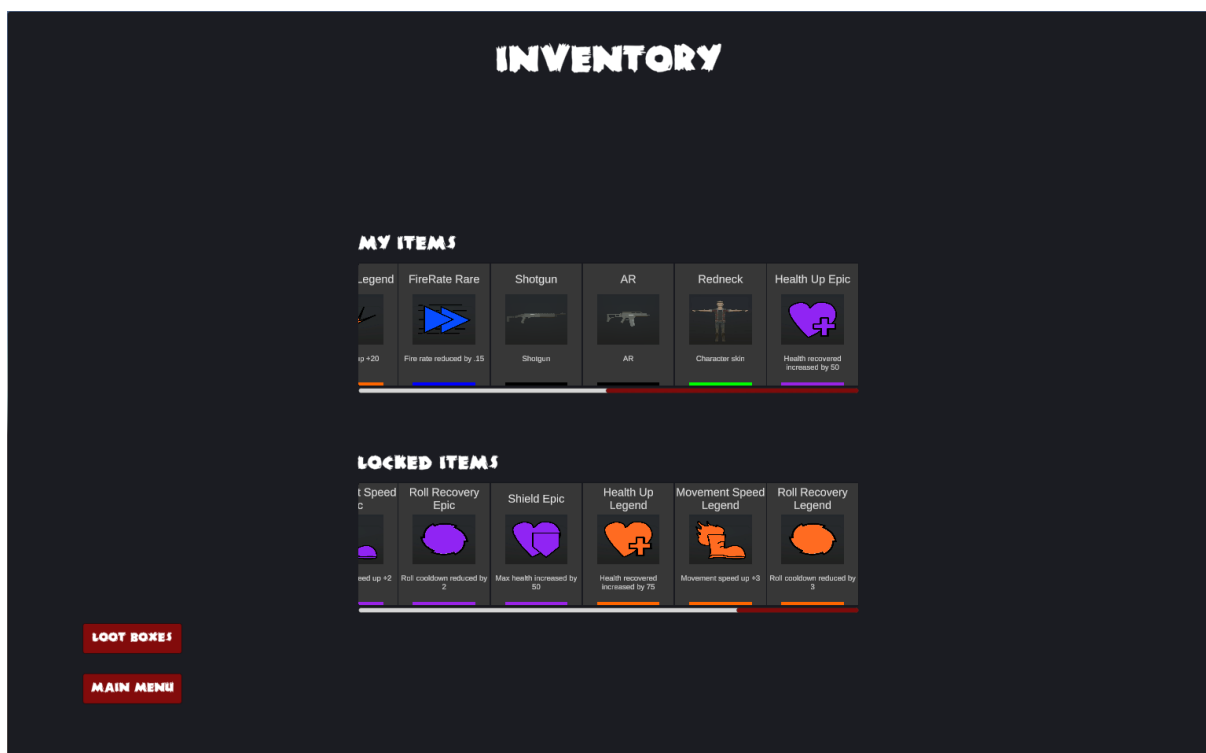 INVENTORY
MY ITEMS
Legend
FireRate Rare
Shotgun
AR
Redneck
Health Up Epic
up +20
Fire rate reduced by .15
Shotgun
AR
Character skin
Health recovered
increased by 50
LOCKED ITEMS
t Speed
c
Roll Recovery
Epic
Shield Epic
Health Up
Legend
Movement Speed
Legend
Roll Recovery
Legend
eed up +2
Roll cooldown reduced by
2
Max health increased by
50
Health recovered
increased by 75
Movement speed up +3
Roll cooldown reduced by
3
LOOT BOXES
MAIN MENU